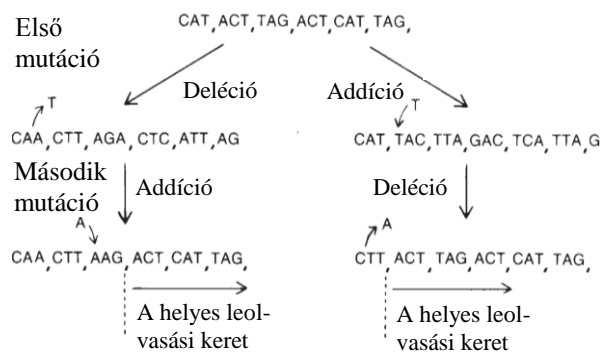 CAT, ACT, TAG, ACT, CAT, TAG,
Első
mutáció
Deléció
Addíció
T
T
CAA, CTT, AGA, CTC, ATT, AG
CAT, TAC, TTA, GAC, TCA, TTA, G
Második
mutáció
Addíció
Deléció
A
A
CAA, CTT, AAG, ACT, CAT, TAG,
CTT, ACT, TAG, ACT, CAT, TAG,
A helyes leol-
vasási keret
A helyes leol-
vasási keret